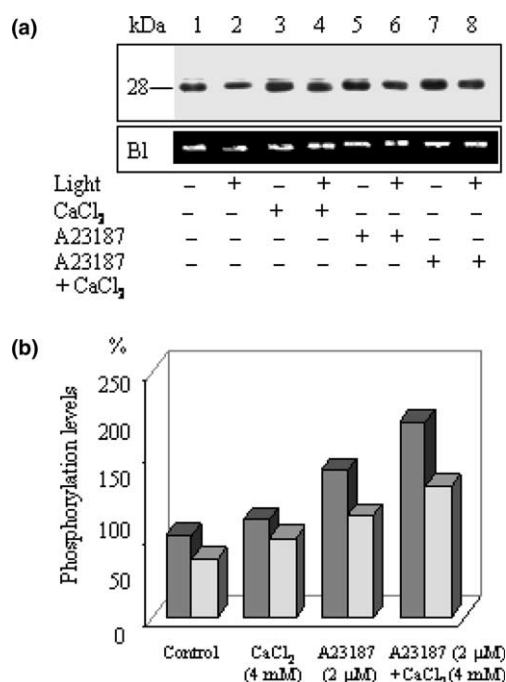 (a)
kDa 1 2 3 4 5 6 7 8
28—
Bl
Light – + – + – + – +
CaCl₂ – – + + – – – –
A23187 – – – – + + – –
A23187 – – – – – – + +
+ CaCl₂
(b)
%
250
200
150
100
50
0
Phosphorylation levels
Control CaCl₂ A23187 A23187 (2 μM)
(4 mM) (2 μM) +CaCl₂ (4 mM)